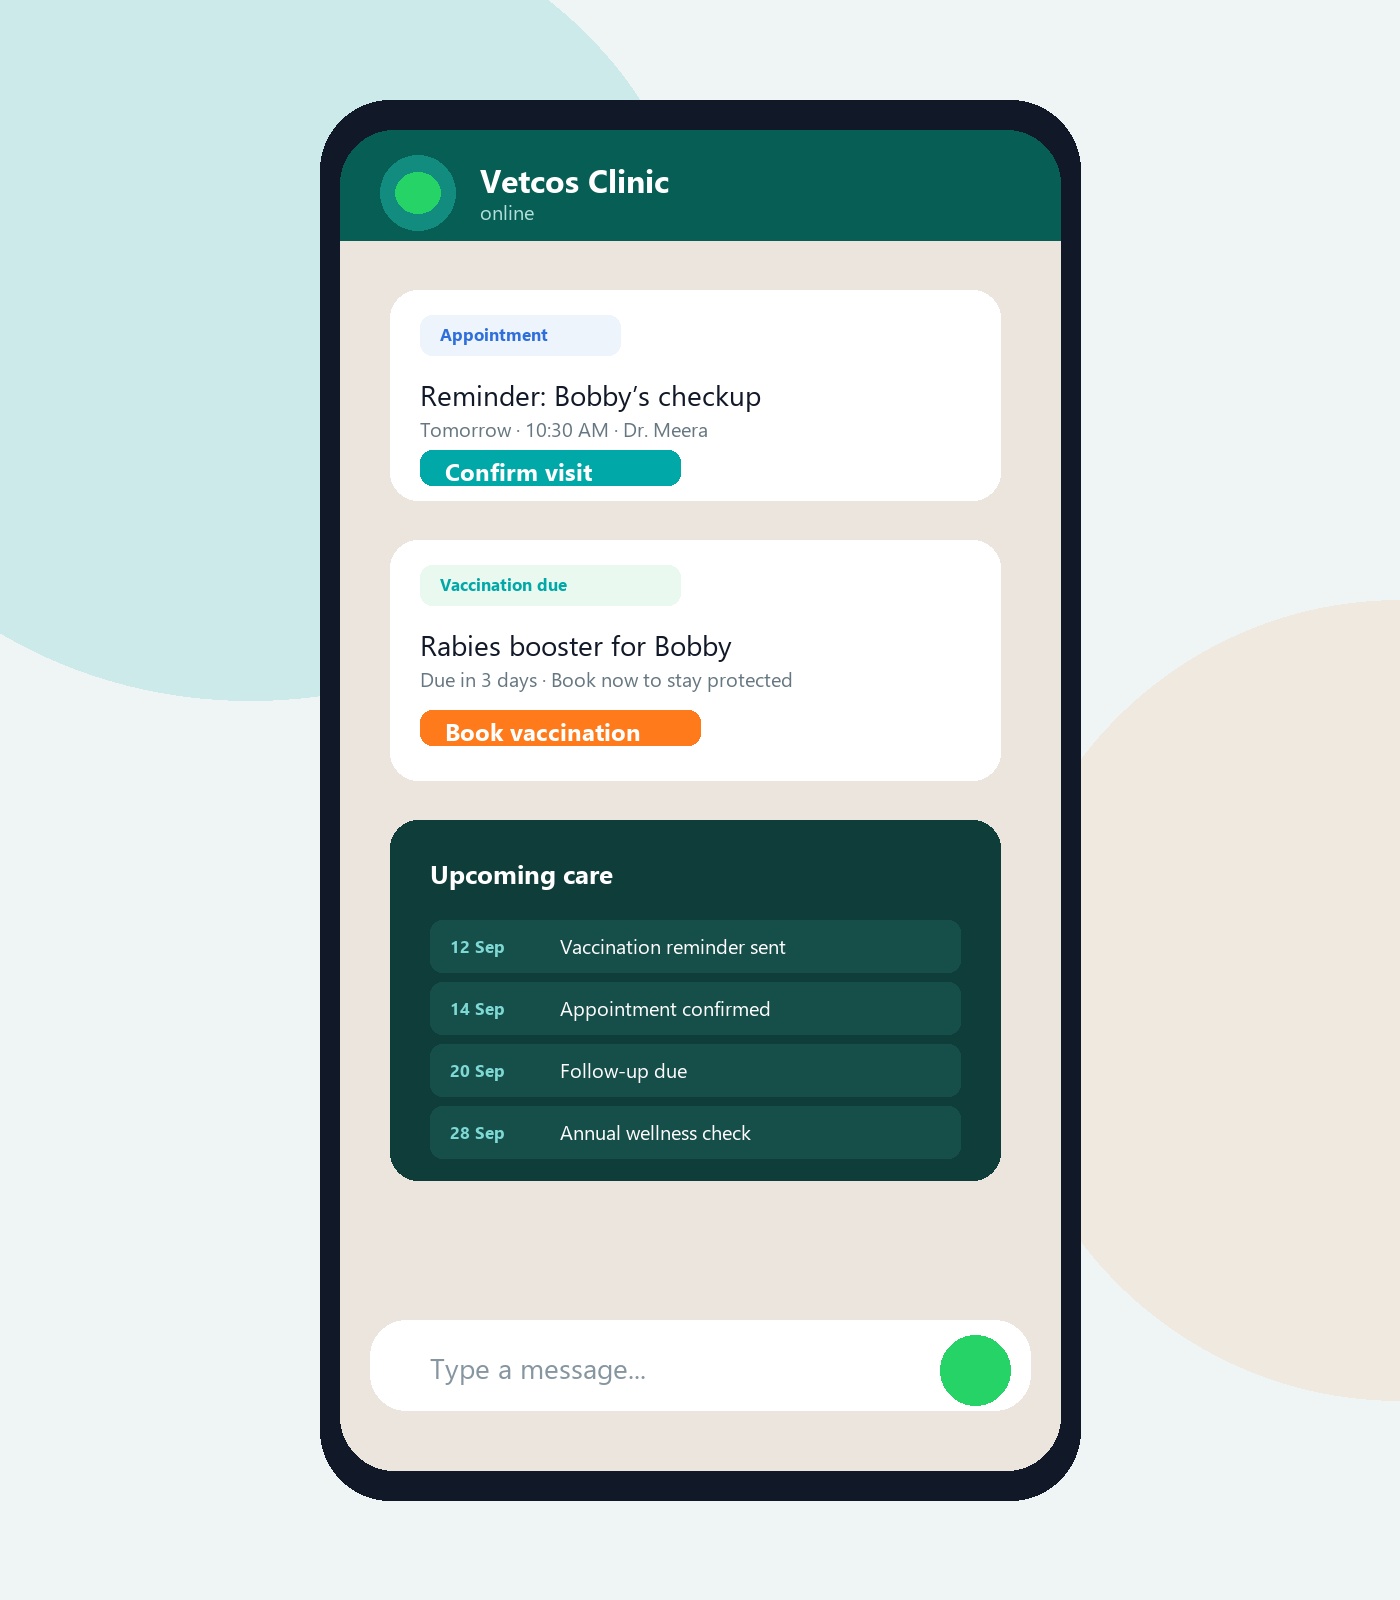 Vetcos Clinic
online
Appointment
Reminder: Bobby’s checkup
Tomorrow · 10:30 AM · Dr. Meera
Confirm visit
Vaccination due
Rabies booster for Bobby
Due in 3 days · Book now to stay protected
Book vaccination
Upcoming care
12 Sep Vaccination reminder sent
14 Sep Appointment confirmed
20 Sep Follow-up due
28 Sep Annual wellness check
Type a message...